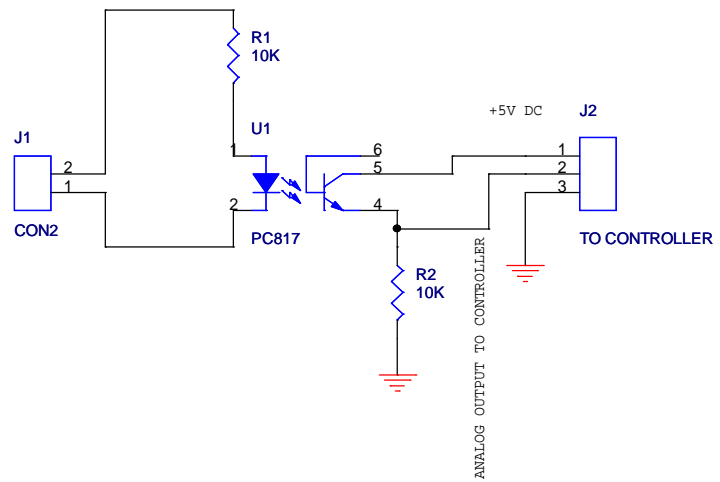 R1
10K
+5V DC
J2
J1
U1
1
6
5
4
2
1
2
1
2
3
CON2
PC817
TO CONTROLLER
R2
10K
ANALOG OUTPUT TO CONTROLLER